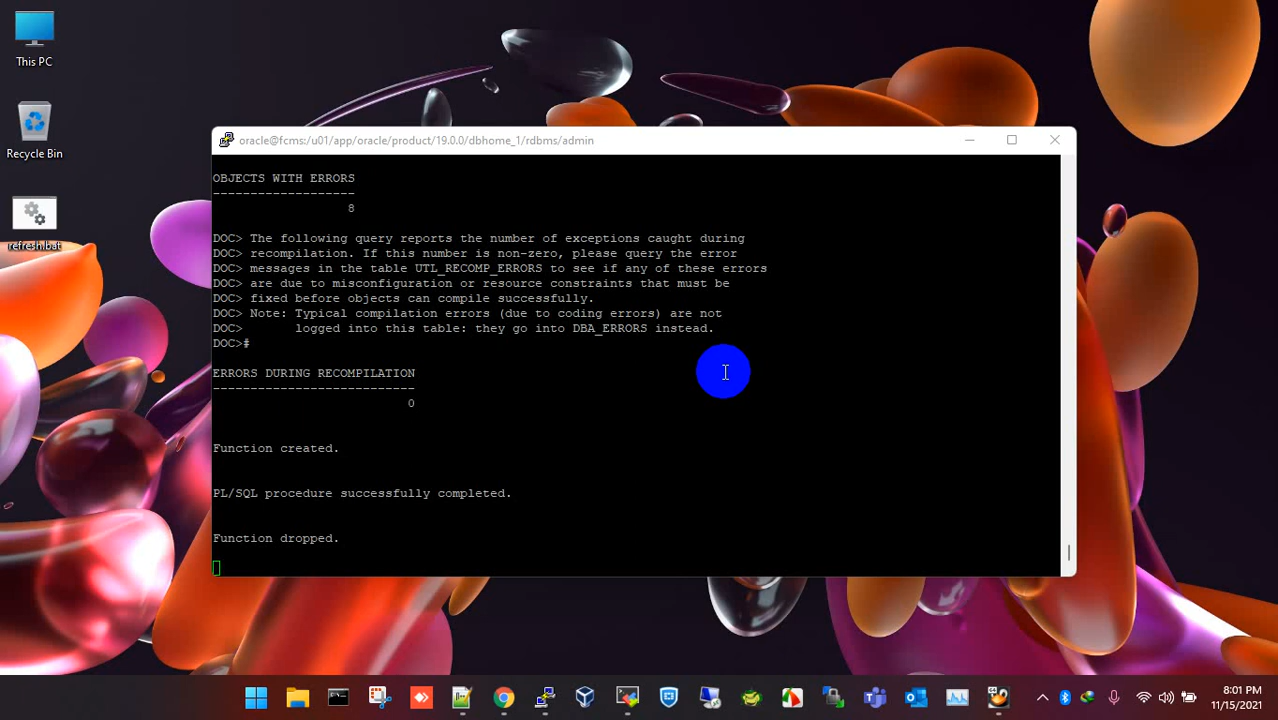 This PC
Recycle Bin
refresh.bat
oracle@fcms:/u01/app/oracle/product/19.0.0/dbhome_1/rdbms/admin
OBJECTS WITH ERRORS
-------------------
8
DOC> The following query reports the number of exceptions caught during
DOC> recompilation. If this number is non-zero, please query the error
DOC> messages in the table UTL_RECOMP_ERRORS to see if any of these errors
DOC> are due to misconfiguration or resource constraints that must be
DOC> fixed before objects can compile successfully.
DOC> Note: Typical compilation errors (due to coding errors) are not
DOC>       logged into this table: they go into DBA_ERRORS instead.
DOC>#
ERRORS DURING RECOMPILATION
---------------------------
0
Function created.
PL/SQL procedure successfully completed.
Function dropped.
8:01 PM
11/15/2021